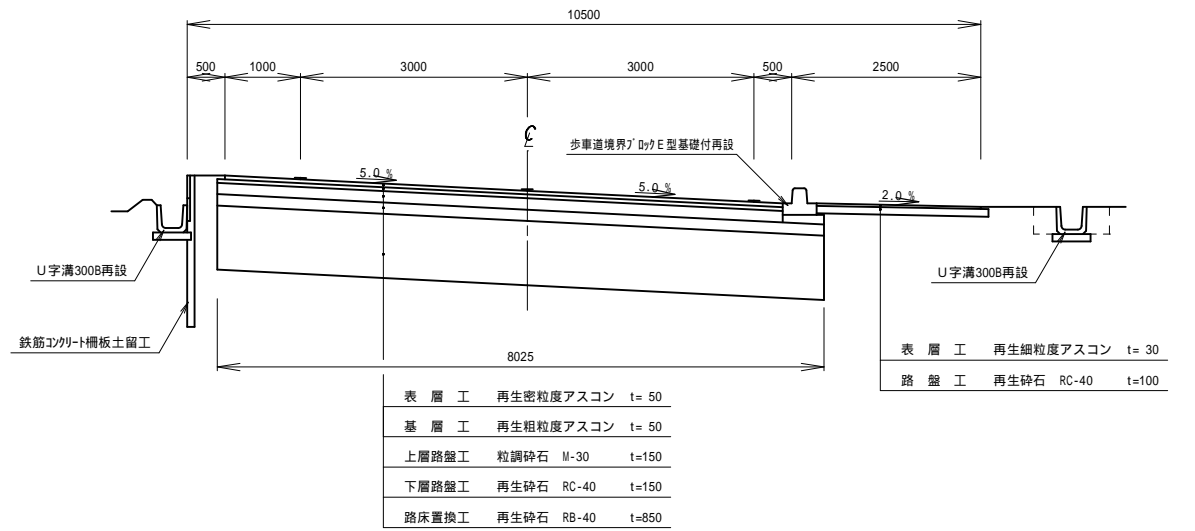 10500
500 1000 3000 3000 500 2500
℄
歩車道境界ﾌﾞﾛｯｸE型基礎付再設
5.0 %
5.0 %
2.0 %
U字溝300B再設
U字溝300B再設
鉄筋ｺﾝｸﾘｰﾄ柵板土留工
8025
表 層 工 再生細粒度アスコン t= 30
路 盤 工 再生砕石 RC-40 t=100
表 層 工 再生密粒度アスコン t= 50
基 層 工 再生粗粒度アスコン t= 50
上層路盤工 粒調砕石 M-30 t=150
下層路盤工 再生砕石 RC-40 t=150
路床置換工 再生砕石 RB-40 t=850